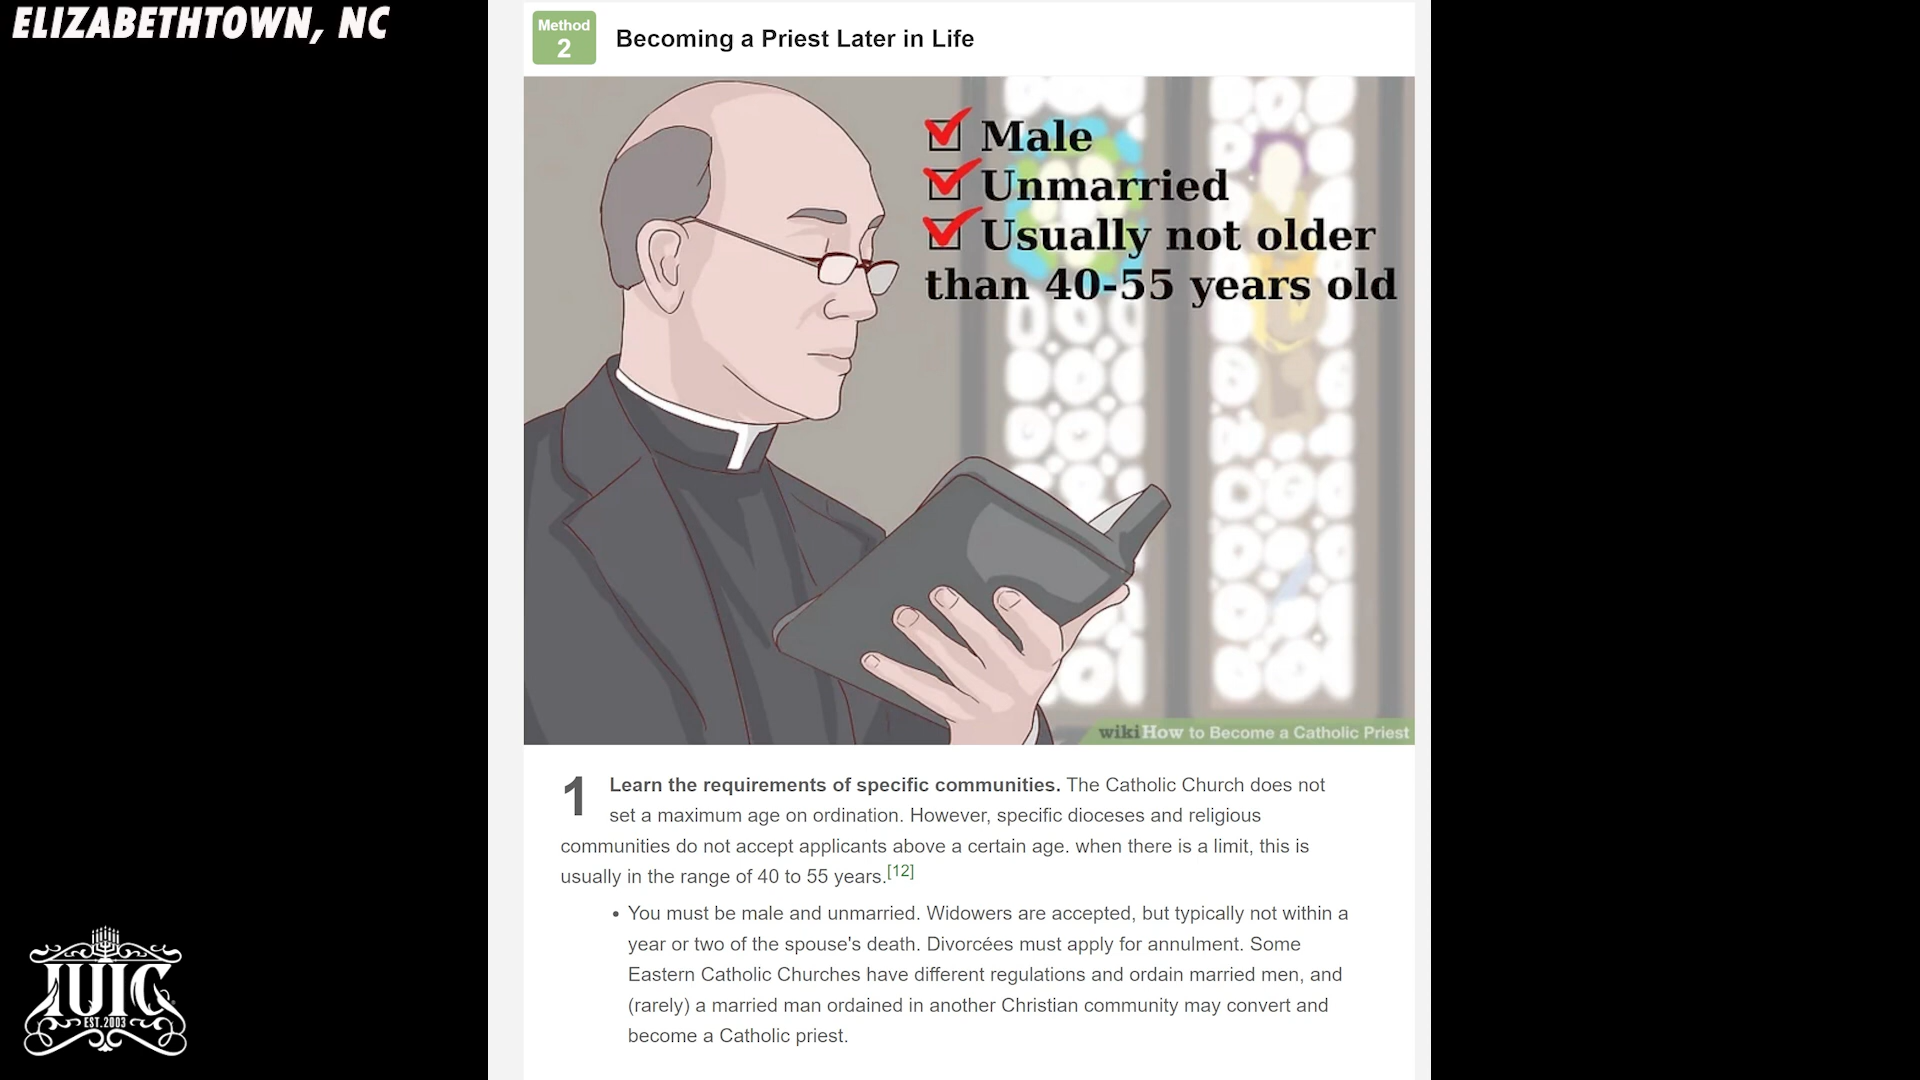 ELIZABETHTOWN, NC
Method
2
Becoming a Priest Later in Life
Male
Unmarried
Usually not older
than 40-55 years old
wikiHow to Become a Catholic Priest
1
Learn the requirements of specific communities. The Catholic Church does not
set a maximum age on ordination. However, specific dioceses and religious
communities do not accept applicants above a certain age. when there is a limit, this is
usually in the range of 40 to 55 years.[12]
• You must be male and unmarried. Widowers are accepted, but typically not within a
year or two of the spouse's death. Divorcées must apply for annulment. Some
Eastern Catholic Churches have different regulations and ordain married men, and
(rarely) a married man ordained in another Christian community may convert and
become a Catholic priest.
IUIC
EST. 2003